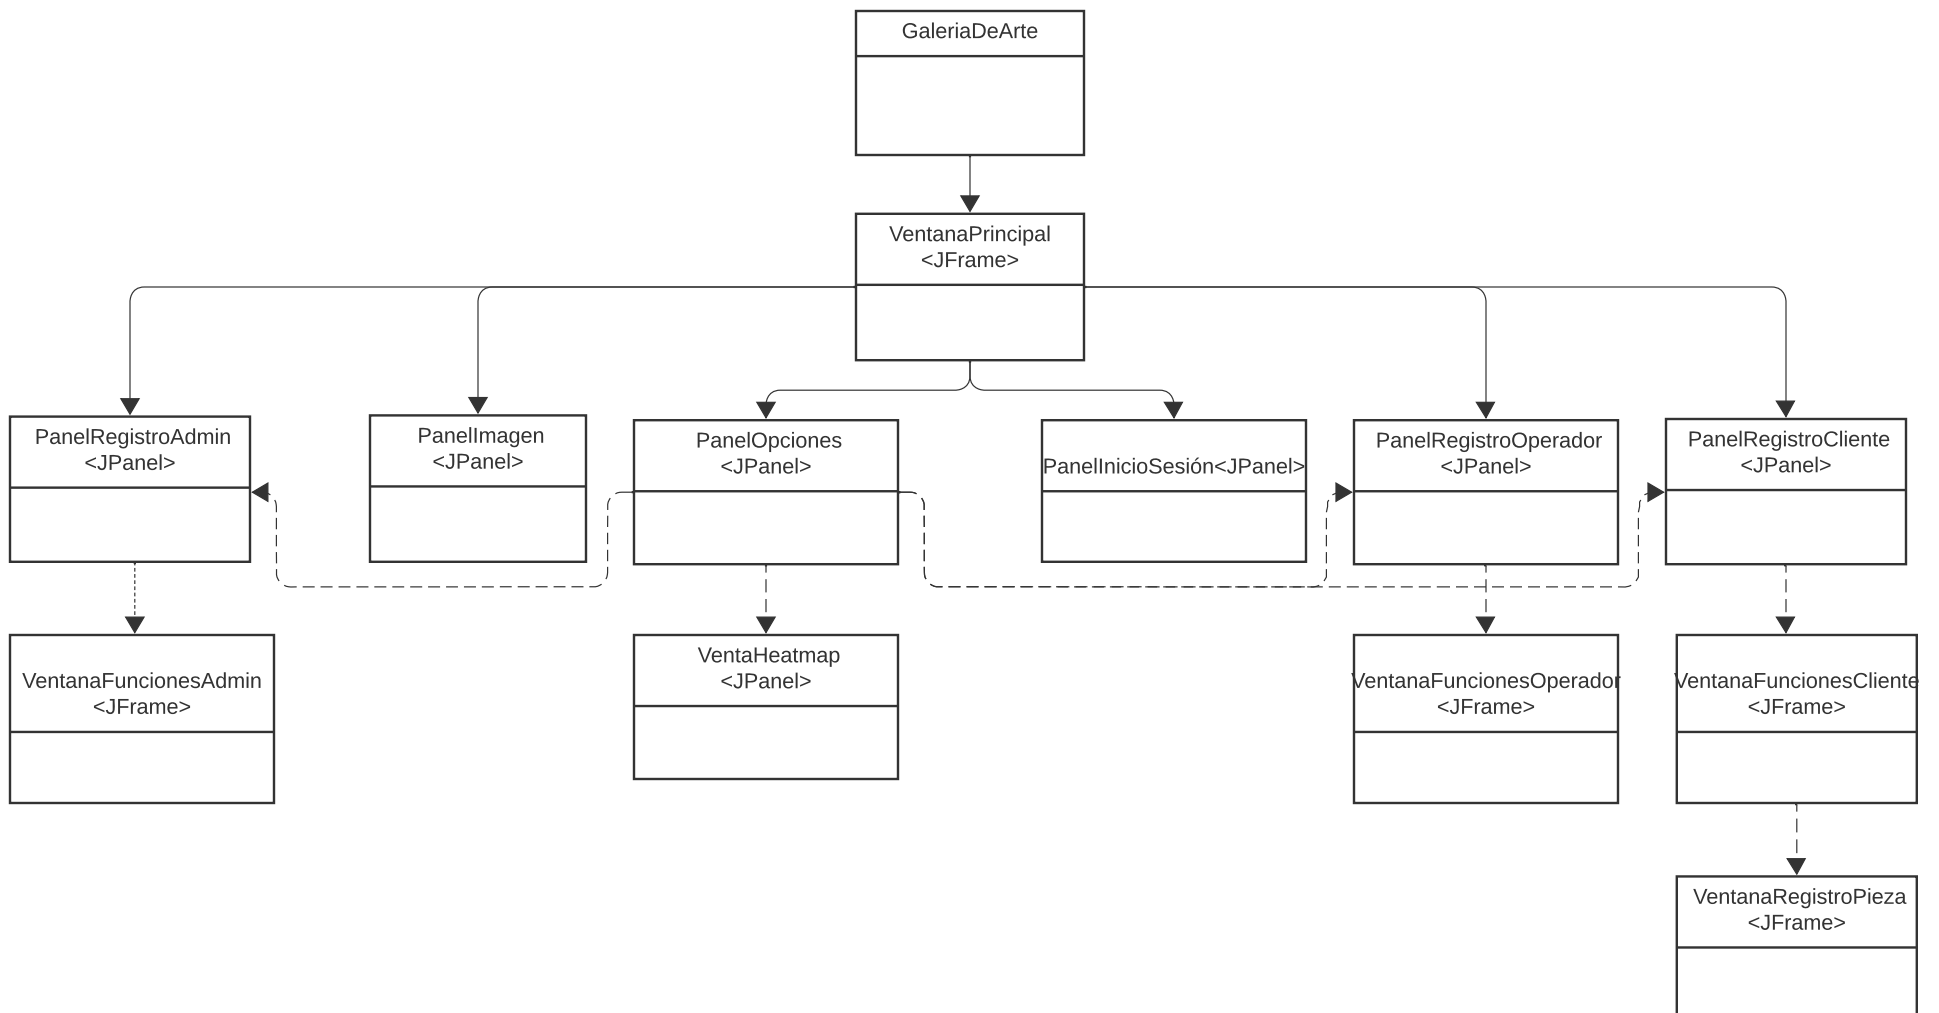 GaleriaDeArte
VentanaPrincipal
<JFrame>
PanelRegistroAdmin
<JPanel>
PanelImagen
<JPanel>
PanelOpciones
<JPanel>
PanelInicioSesión<JPanel>
PanelRegistroOperador
<JPanel>
PanelRegistroCliente
<JPanel>
VentanaFuncionesAdmin
<JFrame>
VentaHeatmap
<JPanel>
VentanaFuncionesOperador
<JFrame>
VentanaFuncionesCliente
<JFrame>
VentanaRegistroPieza
<JFrame>